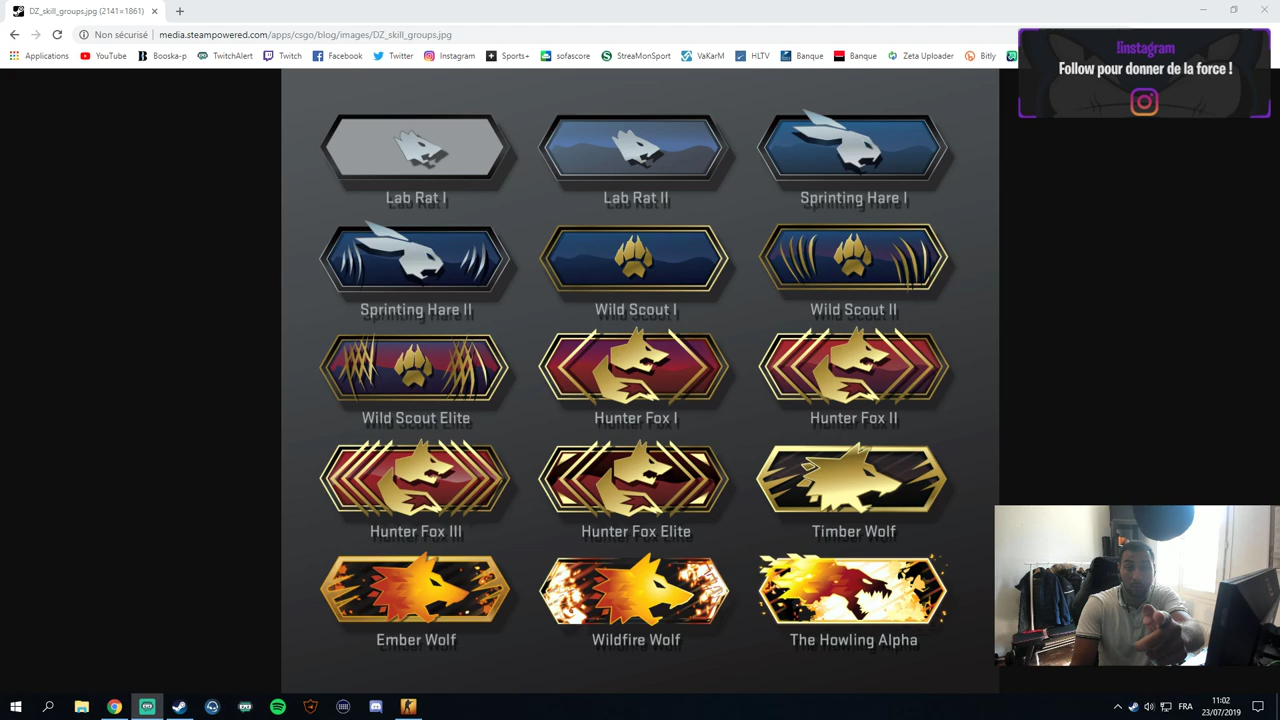 DZ_skill_groups.jpg (2141×1861)
Non sécurisé | media.steampowered.com/apps/csgo/blog/images/DZ_skill_groups.jpg
Applications YouTube Booska-p TwitchAlert Twitch Facebook Twitter Instagram Sports+ sofascore StreaMonSport VaKarM HLTV Banque Banque Zeta Uploader Bitly
!instagram
Follow pour donner de la force !
Lab Rat I Lab Rat II Sprinting Hare I
Sprinting Hare II Wild Scout I Wild Scout II
Wild Scout Elite Hunter Fox I Hunter Fox II
Hunter Fox III Hunter Fox Elite Timber Wolf
Ember Wolf Wildfire Wolf The Howling Alpha
FRA 11:02
23/07/2019